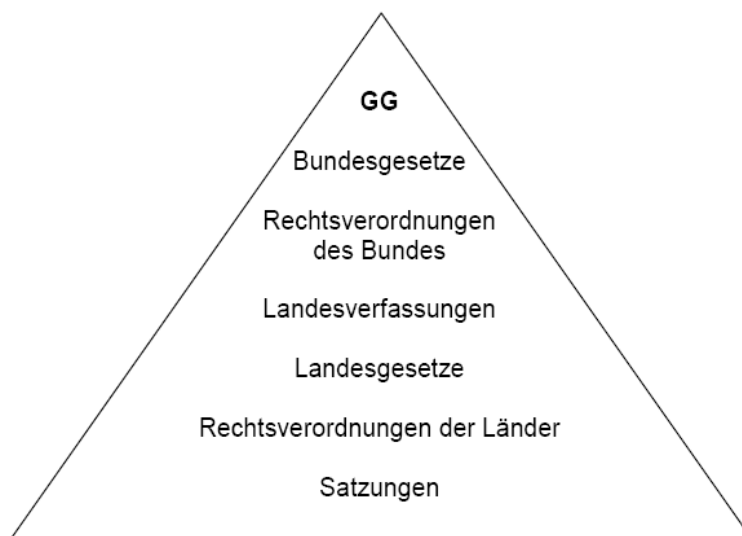 GG
Bundesgesetze
Rechtsverordnungen
des Bundes
Landesverfassungen
Landesgesetze
Rechtsverordnungen der Länder
Satzungen